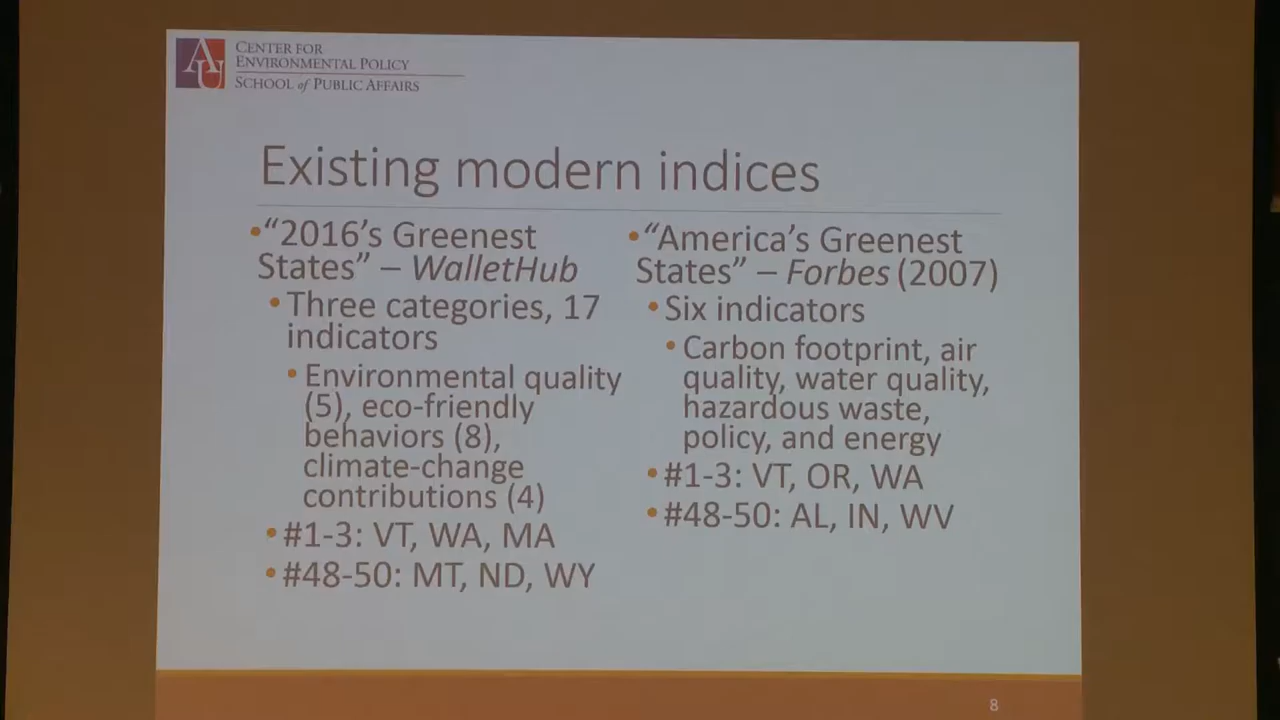 AU
CENTER FOR
ENVIRONMENTAL POLICY
SCHOOL of PUBLIC AFFAIRS
Existing modern indices
•“2016’s Greenest
States” – WalletHub
•Three categories, 17
indicators
•Environmental quality
(5), eco-friendly
behaviors (8),
climate-change
contributions (4)
•#1-3: VT, WA, MA
•#48-50: MT, ND, WY
•“America’s Greenest
States” – Forbes (2007)
•Six indicators
•Carbon footprint, air
quality, water quality,
hazardous waste,
policy, and energy
•#1-3: VT, OR, WA
•#48-50: AL, IN, WV
8